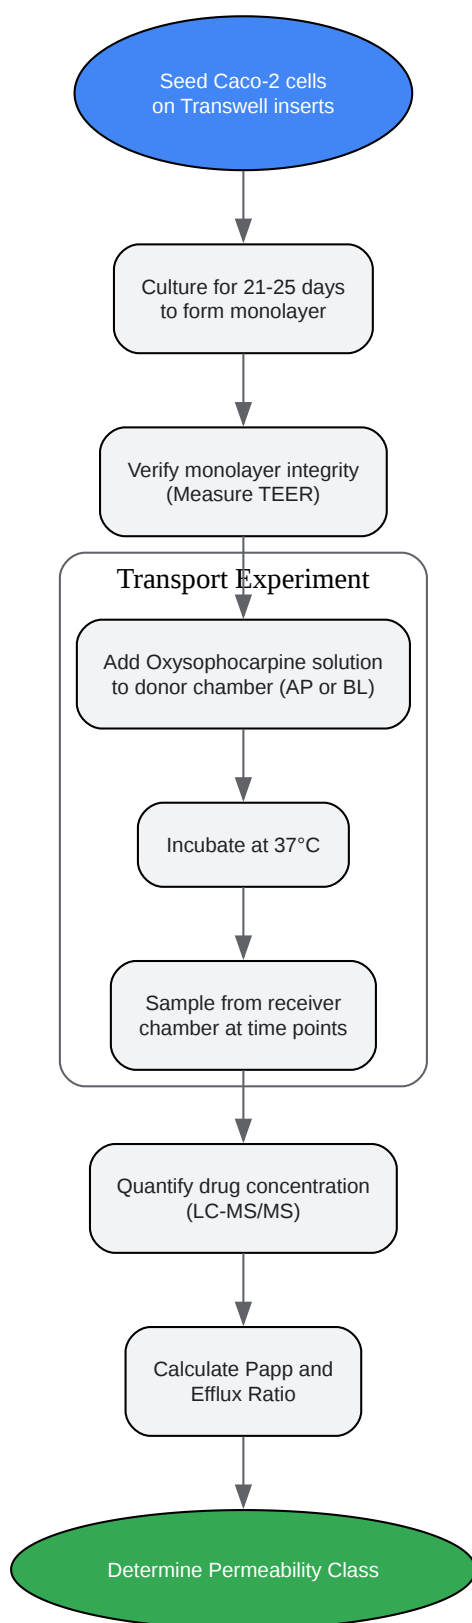 Seed Caco-2 cells
on Transwell inserts
Culture for 21-25 days
to form monolayer
Verify monolayer integrity
(Measure TEER)
Transport Experiment
Add Oxysophocarpine solution
to donor chamber (AP or BL)
Incubate at 37°C
Sample from receiver
chamber at time points
Quantify drug concentration
(LC-MS/MS)
Calculate Papp and
Efflux Ratio
Determine Permeability Class